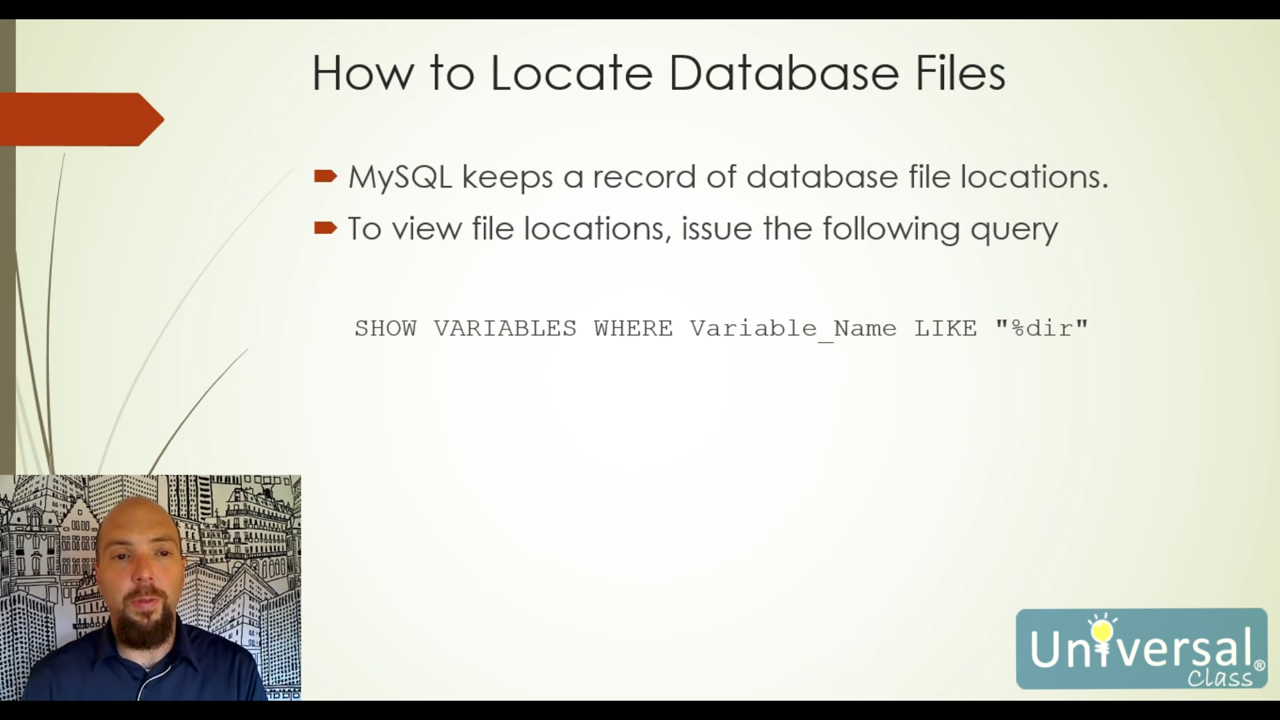 How to Locate Database Files
MySQL keeps a record of database file locations.
To view file locations, issue the following query
SHOW VARIABLES WHERE Variable_Name LIKE "%dir"
Universal®
Class